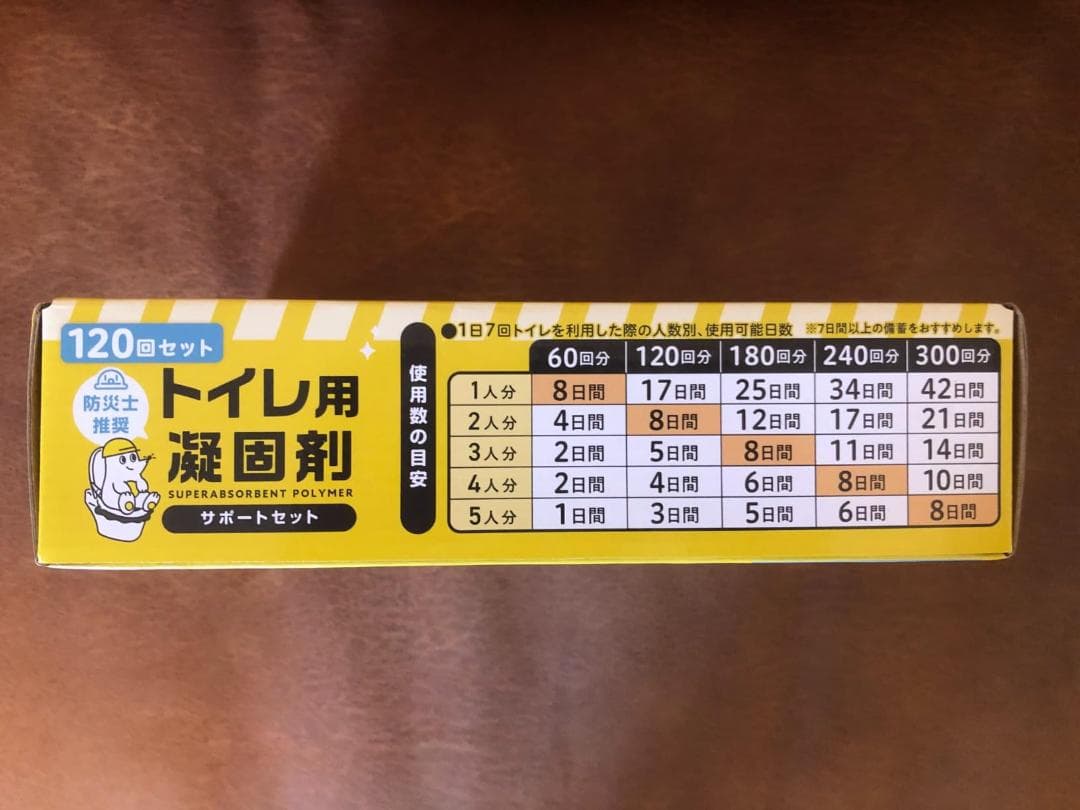 120回セット
防災士
推奨
トイレ用
凝固剤
SUPERABSORBENT POLYMER
サポートセット
使用数の目安
●1日7回トイレを利用した際の人数別、使用可能日数 ※7日間以上の備蓄をおすすめします。
60回分 120回分 180回分 240回分 300回分
1人分 8日間 17日間 25日間 34日間 42日間
2人分 4日間 8日間 12日間 17日間 21日間
3人分 2日間 5日間 8日間 11日間 14日間
4人分 2日間 4日間 6日間 8日間 10日間
5人分 1日間 3日間 5日間 6日間 8日間